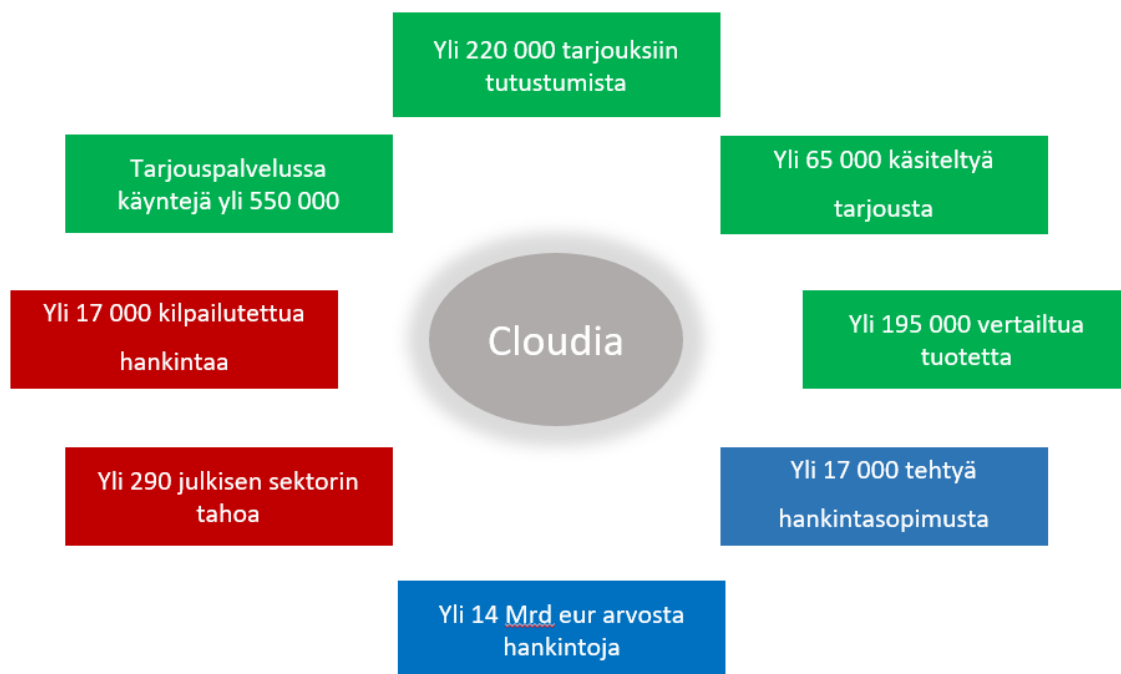 Yli 220 000 tarjouksiin
tutustumista
Tarjouspalvelussa
käyntejä yli 550 000
Yli 65 000 käsiteltyä
tarjousta
Yli 17 000 kilpailutettua
hankintaa
Cloudia
Yli 195 000 vertailtua
tuotetta
Yli 290 julkisen sektorin
tahoa
Yli 17 000 tehtyä
hankintasopimusta
Yli 14 Mrd eur arvosta
hankintoja